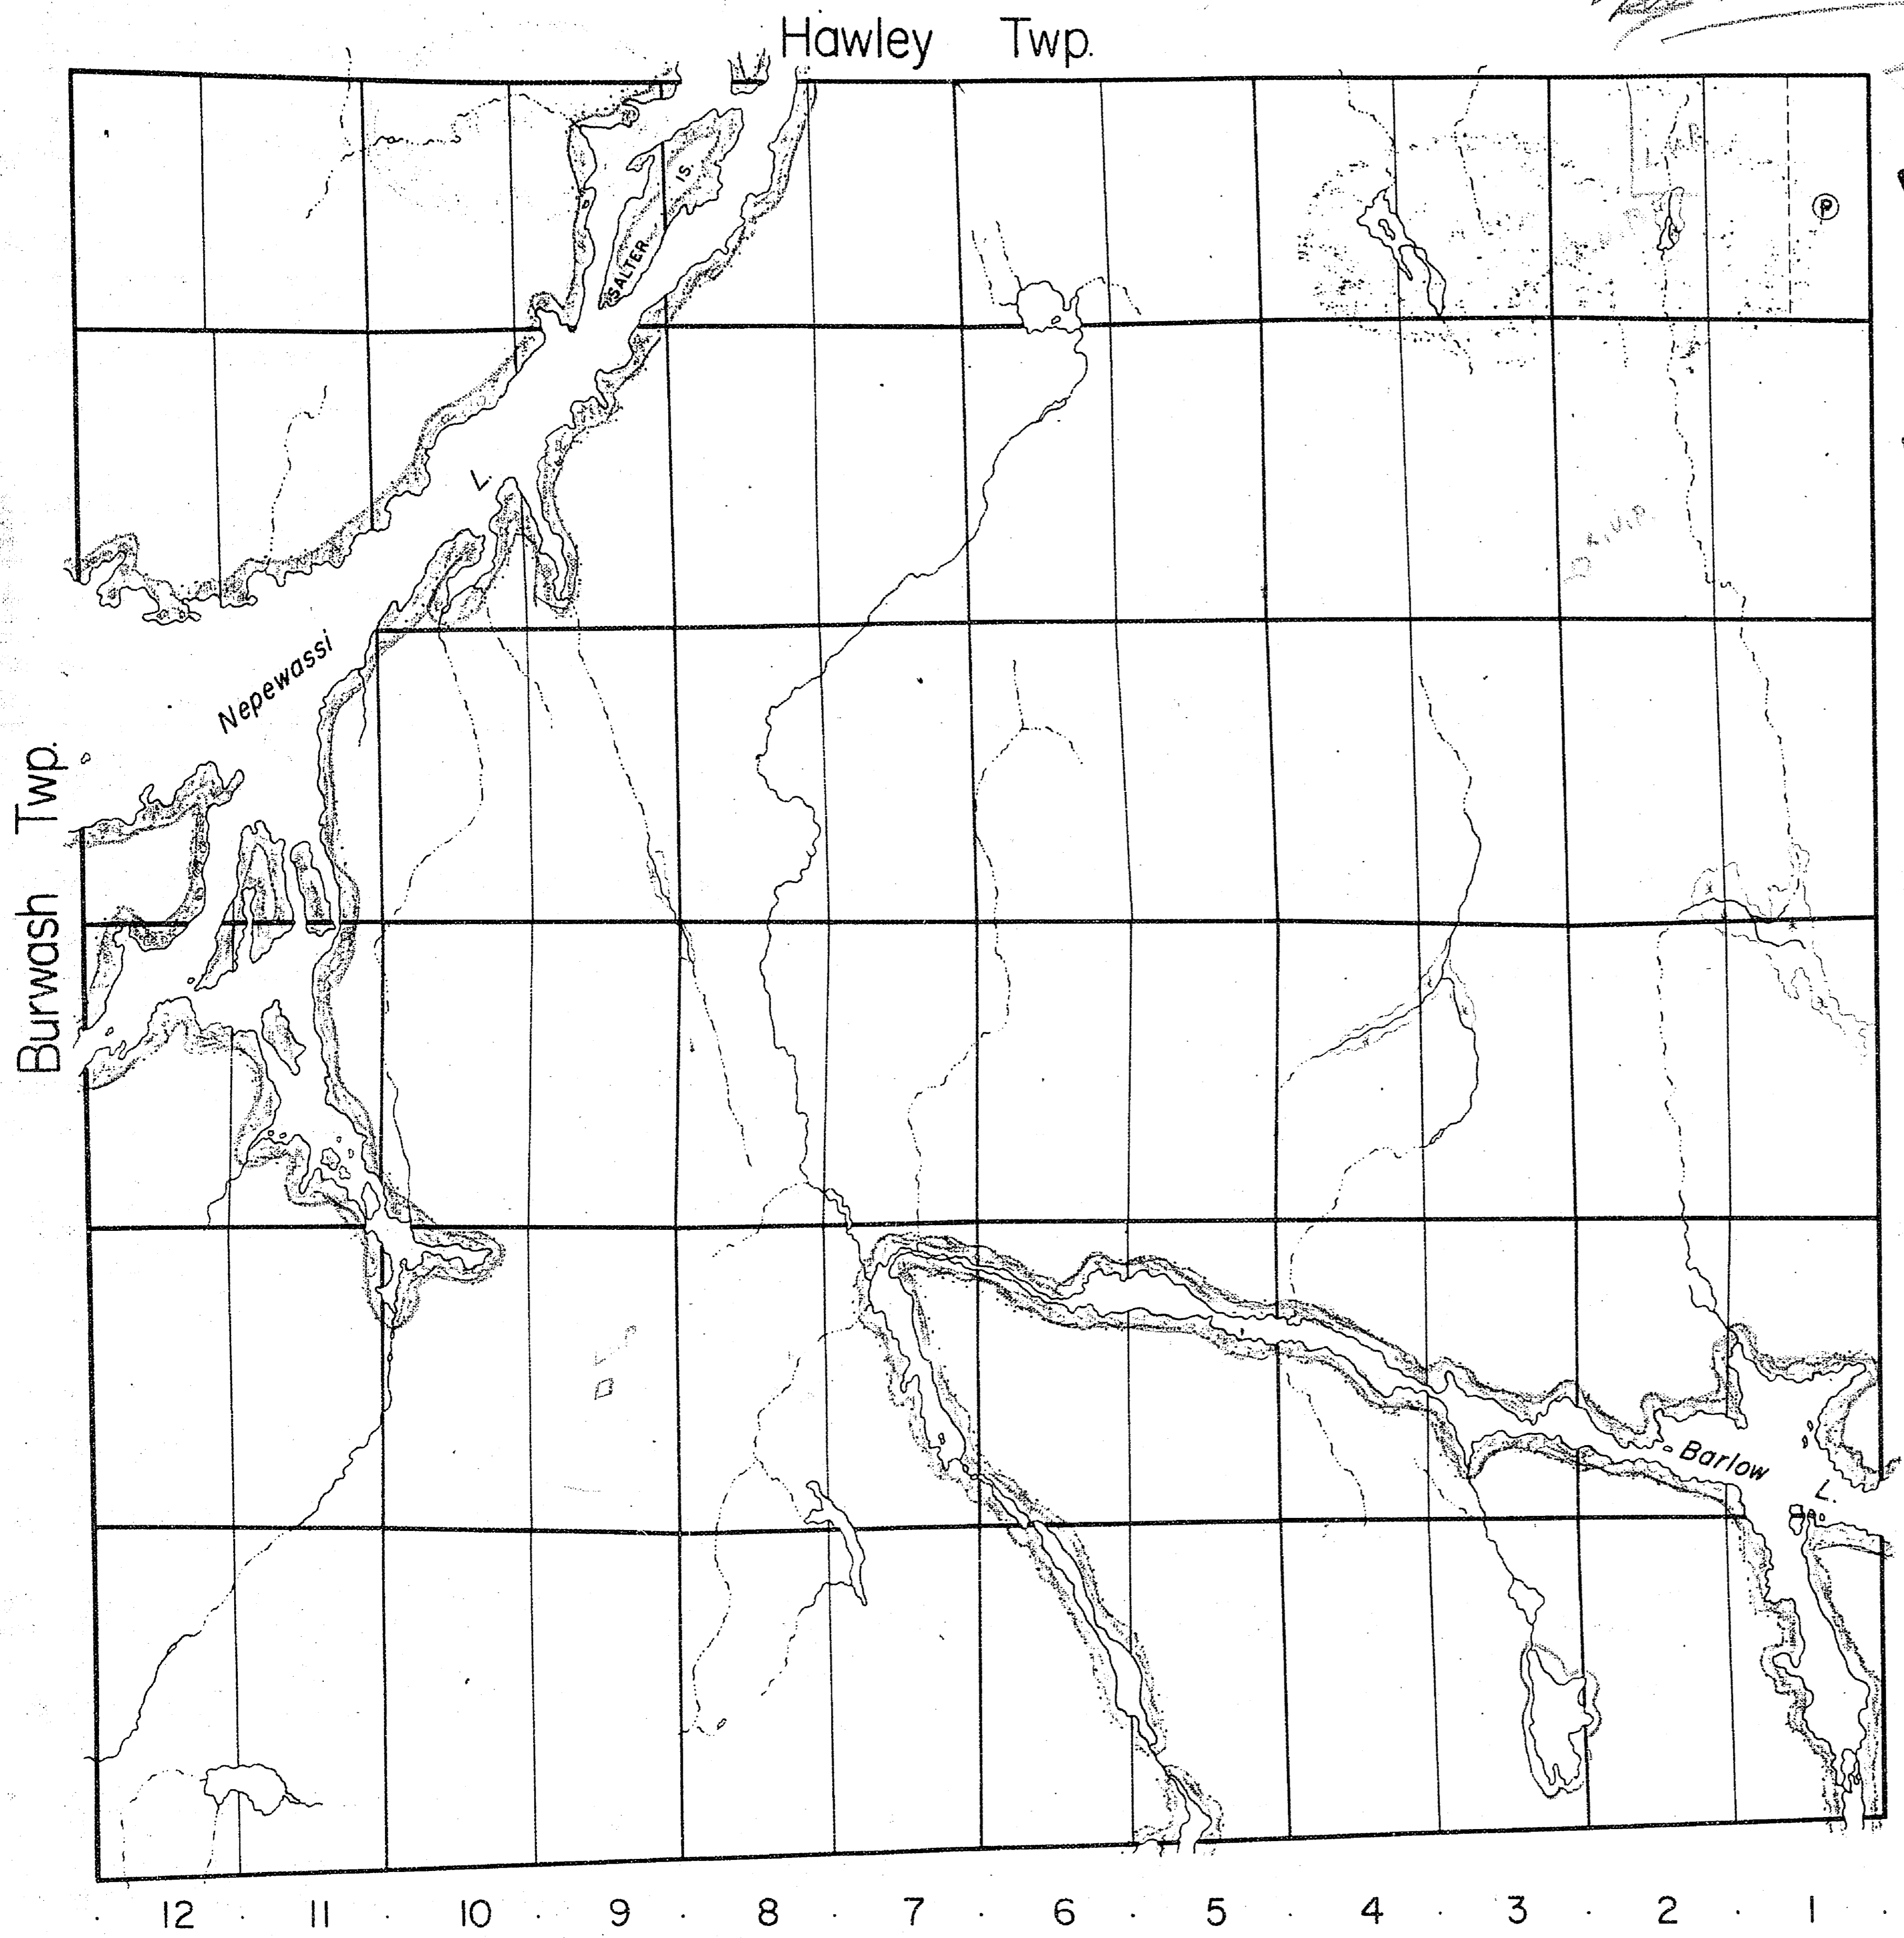 Hawley Twp.
SALTER IS.
P
L.
Nepewassi
Burwash Twp.
Barlow
L.
12 11 10 9 8 7 6 5 4 3 2 1